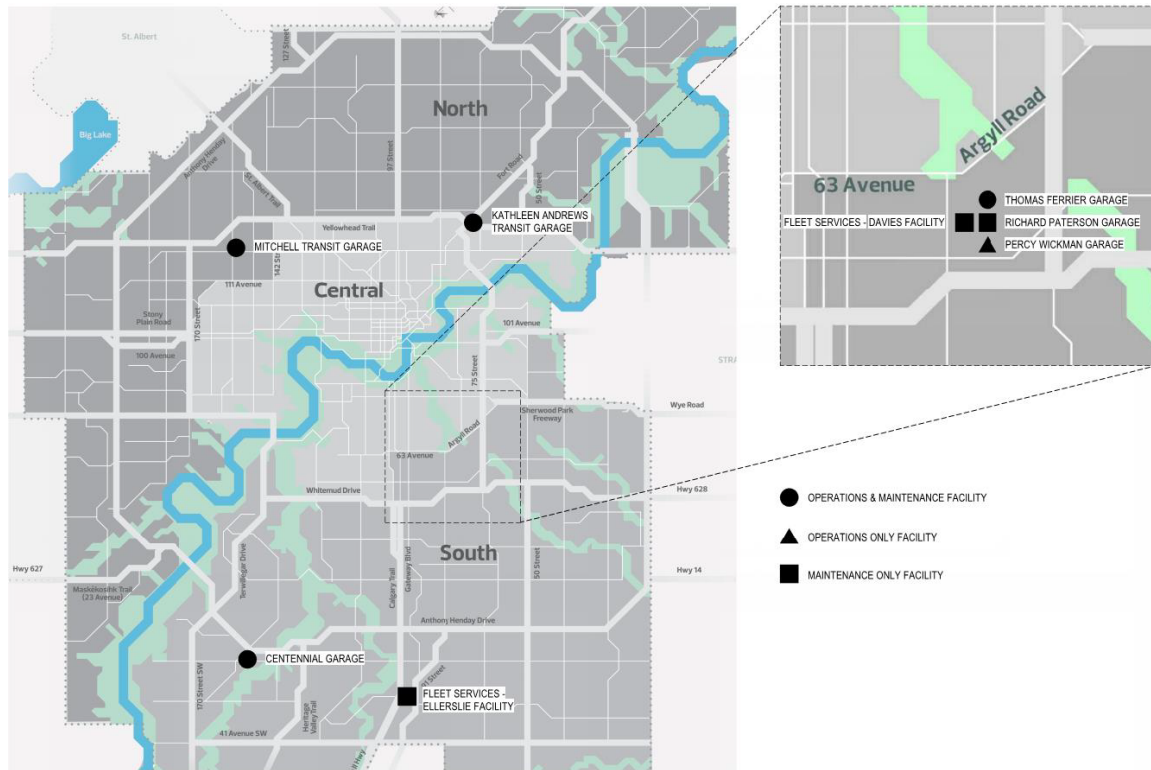 St. Albert
127 Street
North
Big Lake
Anthony Henday
Drive
St. Albert Trail
97 Street
Fort Road
50 Street
KATHLEEN ANDREWS
TRANSIT GARAGE
Yellowhead Trail
MITCHELL TRANSIT GARAGE
142 Street
111 Avenue
Central
Stony
Plain Road
170 Street
100 Avenue
101 Avenue
75 Street
STRA
Wye Road
Sherwood Park
Freeway
Argyll Road
63 Avenue
Whitemud Drive
Hwy 628
South
Hwy 627
Terwillegar Drive
Calgary Trail
Gateway Blvd
50 Street
Hwy 14
Maskêkosihk Trail
(23 Avenue)
Anthony Henday Drive
CENTENNIAL GARAGE
170 Street SW
91 Street
FLEET SERVICES -
ELLERSLIE FACILITY
Heritage
Valley Trail
41 Avenue SW
Hwy
Argyll Road
63 Avenue
THOMAS FERRIER GARAGE
FLEET SERVICES - DAVIES FACILITY
RICHARD PATERSON GARAGE
PERCY WICKMAN GARAGE
OPERATIONS & MAINTENANCE FACILITY
OPERATIONS ONLY FACILITY
MAINTENANCE ONLY FACILITY